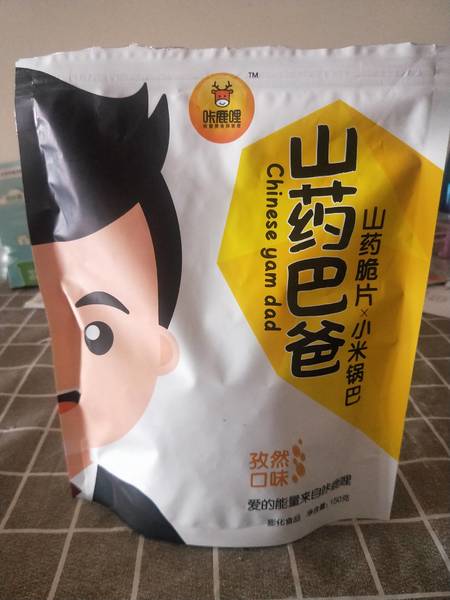 TM
咔鹿哩
山药巴爸
Chinese yam dad
山药脆片×小米锅巴
孜然
口味
爱的能量来自咔鹿哩
膨化食品 净含量:150克